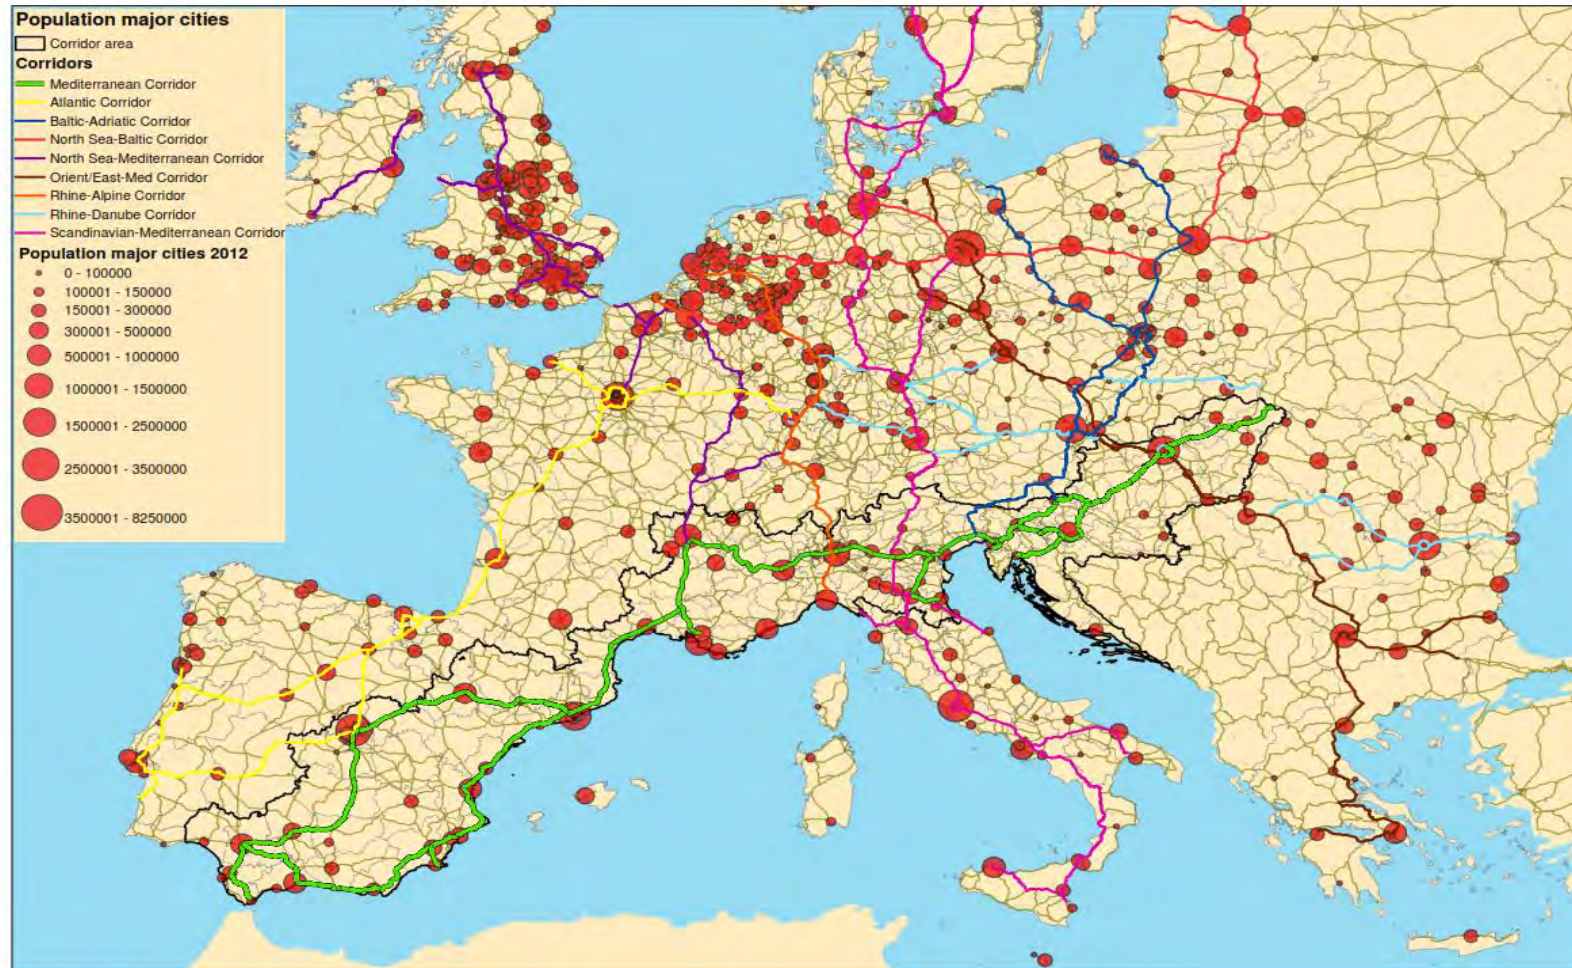 Population major cities
Corridor area
Corridors
Mediterranean Corridor
Atlantic Corridor
Baltic-Adriatic Corridor
North Sea-Baltic Corridor
North Sea-Mediterranean Corridor
Orient/East-Med Corridor
Rhine-Alpine Corridor
Rhine-Danube Corridor
Scandinavian-Mediterranean Corridor
Population major cities 2012
0 - 100000
100001 - 150000
150001 - 300000
300001 - 500000
500001 - 1000000
1000001 - 1500000
1500001 - 2500000
2500001 - 3500000
3500001 - 8250000